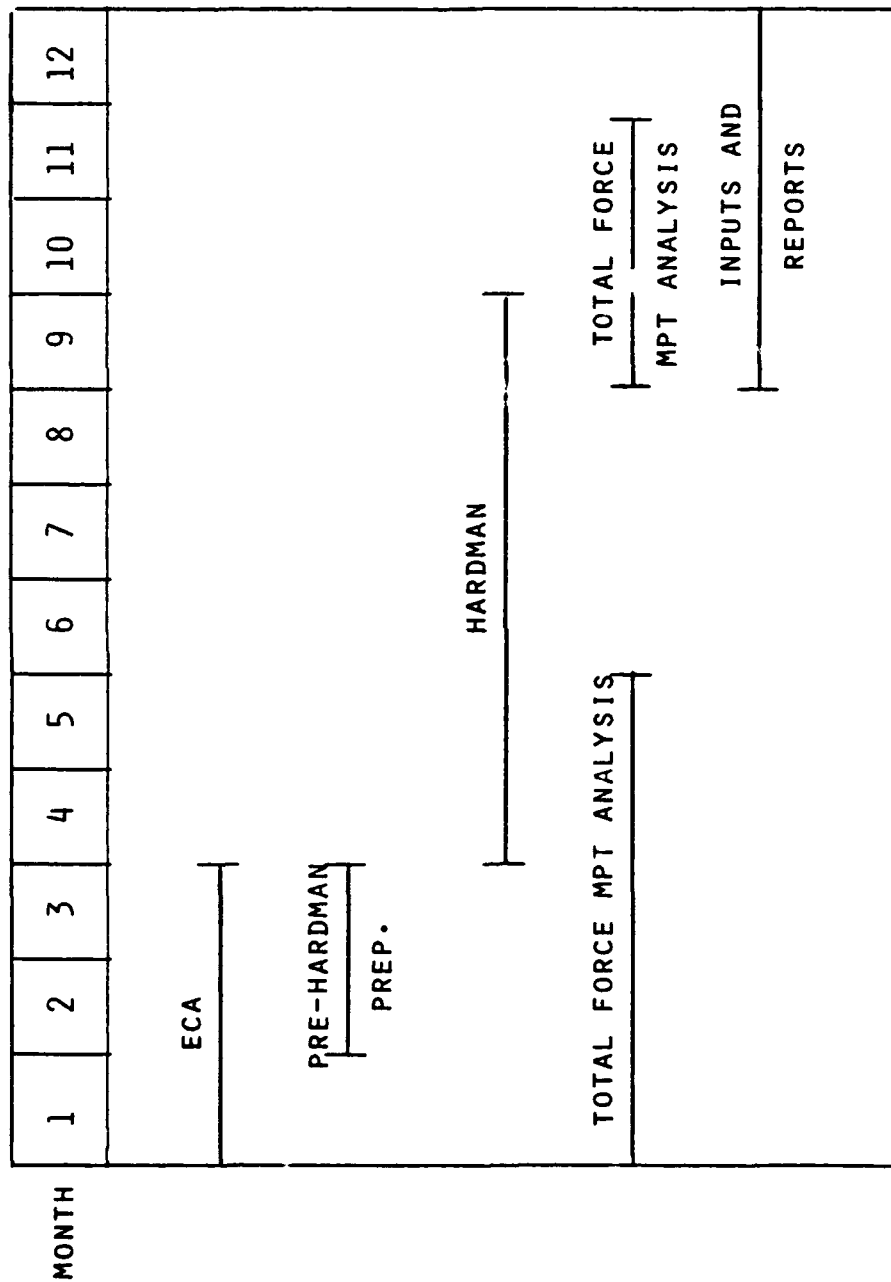 MONTH 1 2 3 4 5 6 7 8 9 10 11 12
ECA
PRE-HARDMAN
PREP.
HARDMAN
TOTAL FORCE MPT ANALYSIS
TOTAL FORCE
MPT ANALYSIS
INPUTS AND
REPORTS